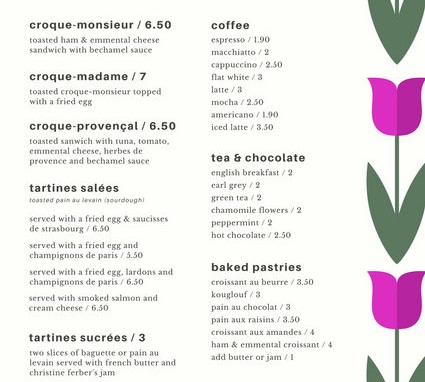 croque-monsieur / 6.50
toasted ham & emmental cheese
sandwich with bechamel sauce
croque-madame / 7
toasted croque-monsieur topped
with a fried egg
croque-provençal / 6.50
toasted sanwich with tuna, tomato,
emmental cheese, herbes de
provence and bechamel sauce
tartines salées
toasted pain au levain (sourdough)
served with a fried egg & saucisses
de strasbourg / 6.50
served with a fried egg and
champignons de paris / 5.50
served with a fried egg, lardons and
champignons de paris / 6.50
served with smoked salmon and
cream cheese / 6.50
tartines sucrées / 3
two slices of baguette or pain au
levain served with french butter and
christine ferber's jam
coffee
espresso / 1.90
macchiatto / 2
cappuccino / 2.50
flat white / 3
latte / 3
mocha / 2.50
americano / 1.90
iced latte / 3.50
tea & chocolate
english breakfast / 2
earl grey / 2
green tea / 2
chamomile flowers / 2
peppermint / 2
hot chocolate / 2.50
baked pastries
croissant au beurre / 3.50
kouglouf / 3
pain au chocolat / 3
pain aux raisins / 3.50
croissant aux amandes / 4
ham & emmental croissant / 4
add butter or jam / 1